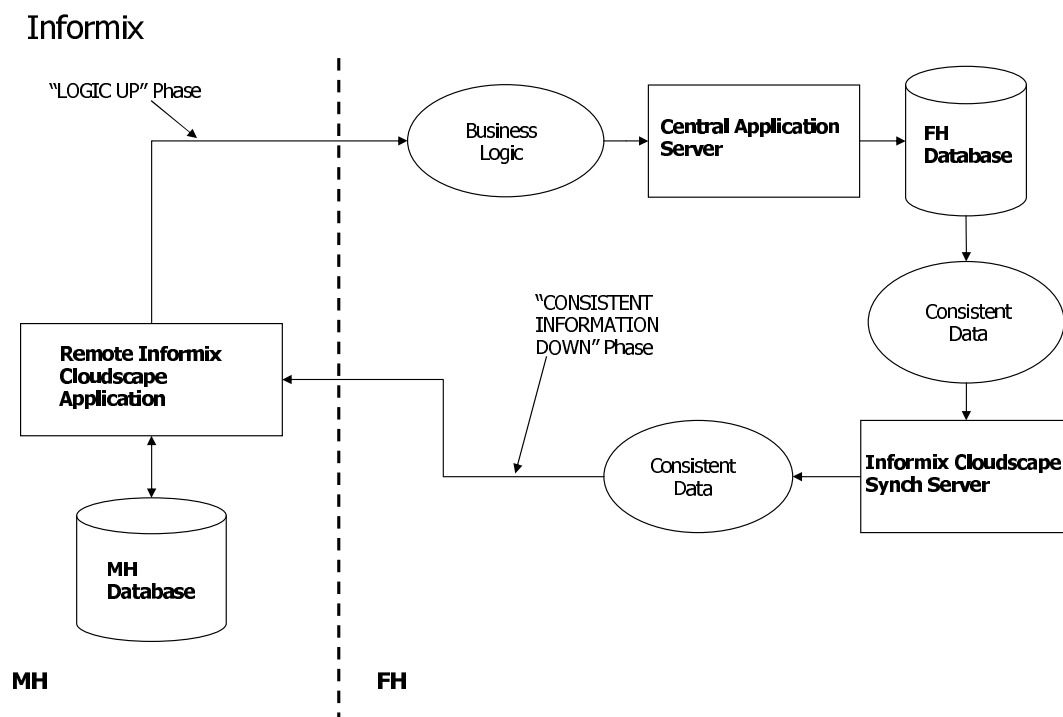 Informix
“LOGIC UP” Phase
Business
Logic
Central Application
Server
FH
Database
“CONSISTENT
INFORMATION
DOWN” Phase
Consistent
Data
Remote Informix
Cloudscape
Application
Consistent
Data
Informix Cloudscape
Synch Server
MH
Database
MH
FH